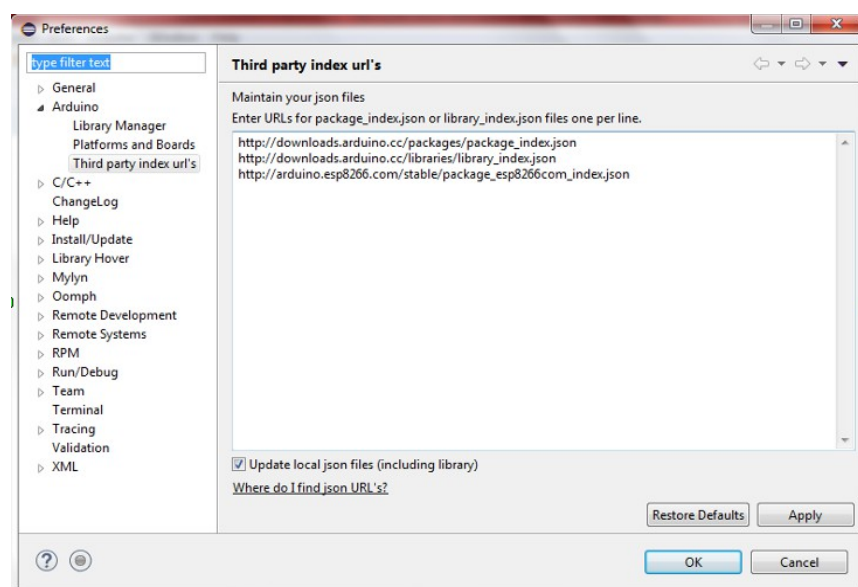 Preferences
type filter text
General
Arduino
Library Manager
Platforms and Boards
Third party index url's
C/C++
ChangeLog
Help
Install/Update
Library Hover
Mylyn
Oomph
Remote Development
Remote Systems
RPM
Run/Debug
Team
Terminal
Tracing
Validation
XML
Third party index url's
Maintain your json files
Enter URLs for package_index.json or library_index.json files one per line.
http://downloads.arduino.cc/packages/package_index.json
http://downloads.arduino.cc/libraries/library_index.json
http://arduino.esp8266.com/stable/package_esp8266com_index.json
Update local json files (including library)
Where do I find json URL's?
Restore Defaults
Apply
?
OK
Cancel